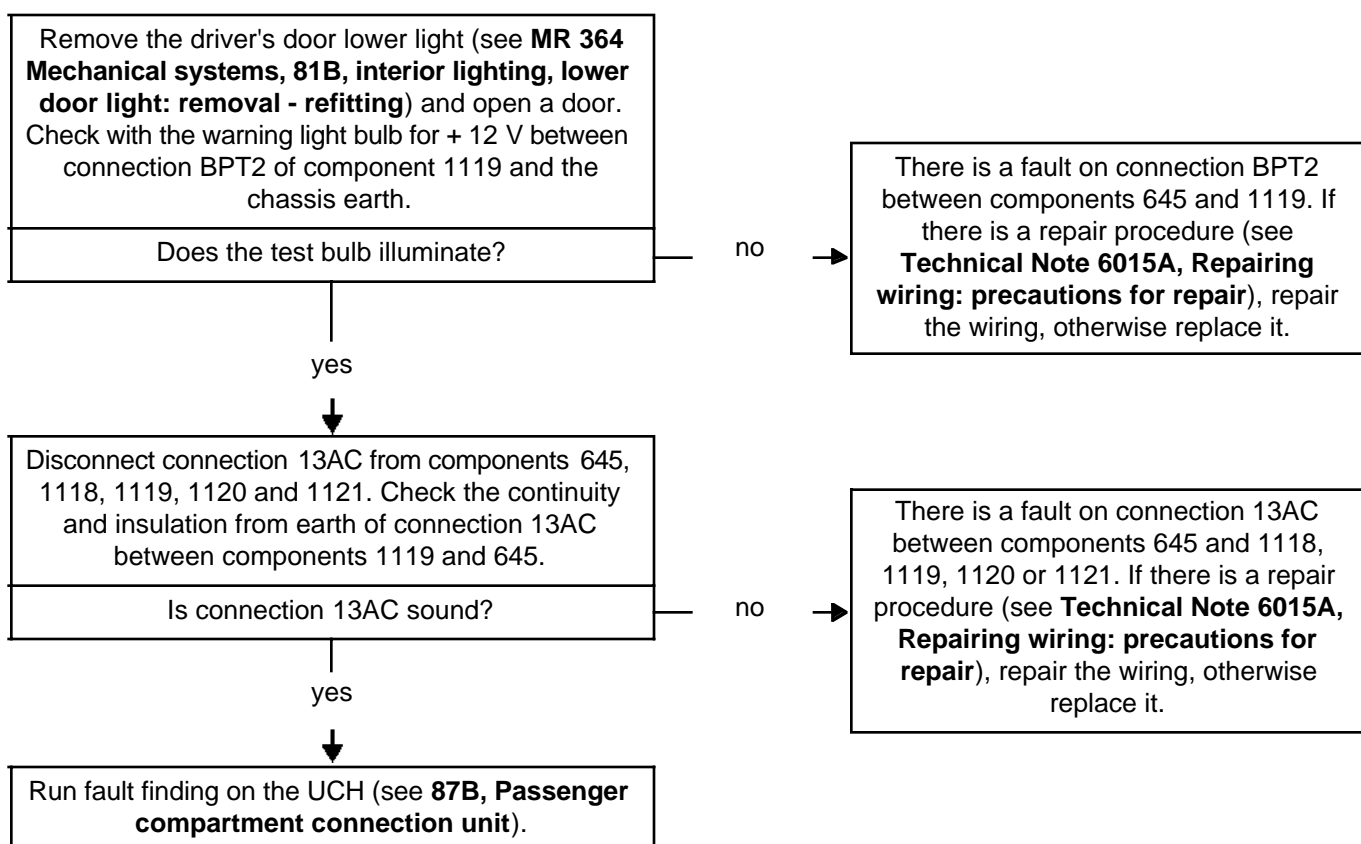 Remove the driver's door lower light (see MR 364
Mechanical systems, 81B, interior lighting, lower
door light: removal - refitting) and open a door.
Check with the warning light bulb for + 12 V between
connection BPT2 of component 1119 and the
chassis earth.
Does the test bulb illuminate?
no
There is a fault on connection BPT2
between components 645 and 1119. If
there is a repair procedure (see
Technical Note 6015A, Repairing
wiring: precautions for repair), repair
the wiring, otherwise replace it.
yes
Disconnect connection 13AC from components 645,
1118, 1119, 1120 and 1121. Check the continuity
and insulation from earth of connection 13AC
between components 1119 and 645.
Is connection 13AC sound?
no
There is a fault on connection 13AC
between components 645 and 1118,
1119, 1120 or 1121. If there is a repair
procedure (see Technical Note 6015A,
Repairing wiring: precautions for
repair), repair the wiring, otherwise
replace it.
yes
Run fault finding on the UCH (see 87B, Passenger
compartment connection unit).